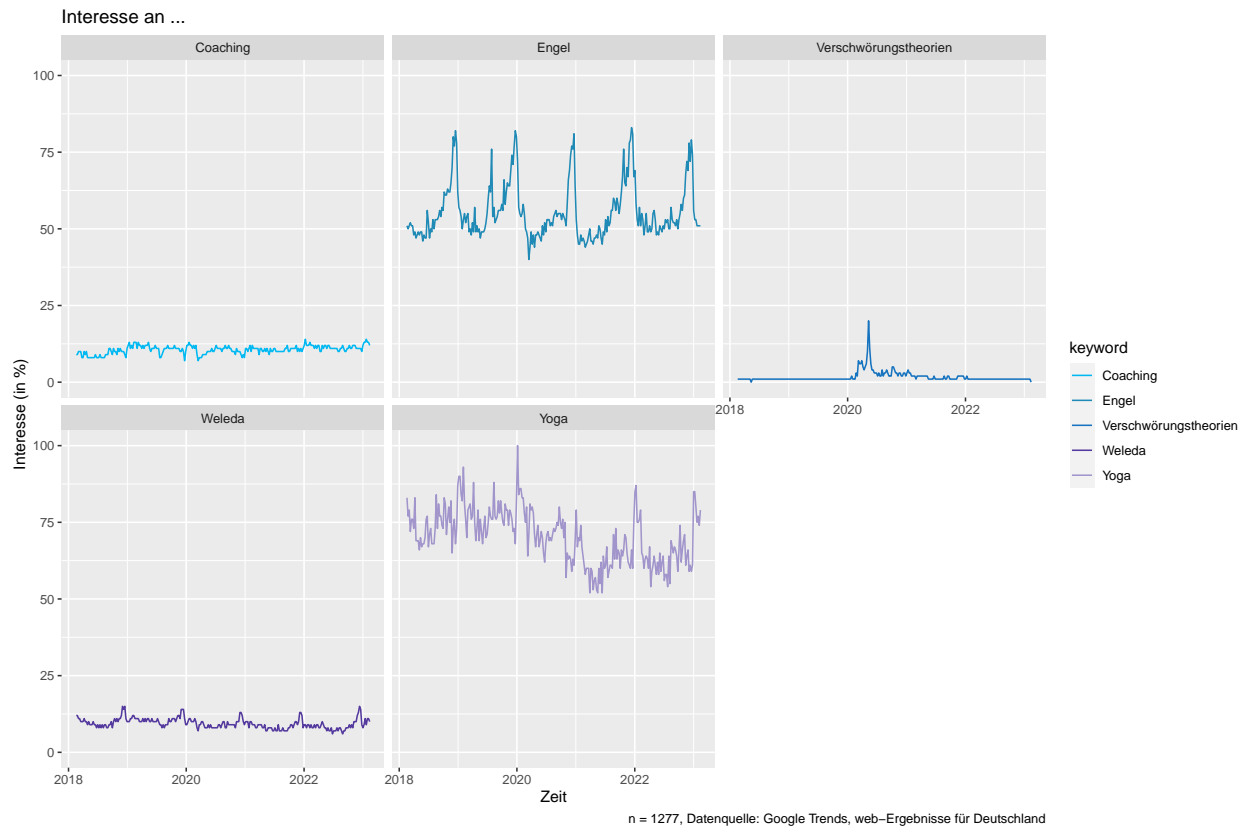 Interesse an ...
Coaching
Engel
Verschwörungstheorien
100
75
50
25
0
2018
2020
2022
Weleda
Yoga
100
75
50
25
0
2018
2020
2022
2018
2020
2022
Interesse (in %)
Zeit
keyword
Coaching
Engel
Verschwörungstheorien
Weleda
Yoga
n = 1277, Datenquelle: Google Trends, web−Ergebnisse für Deutschland